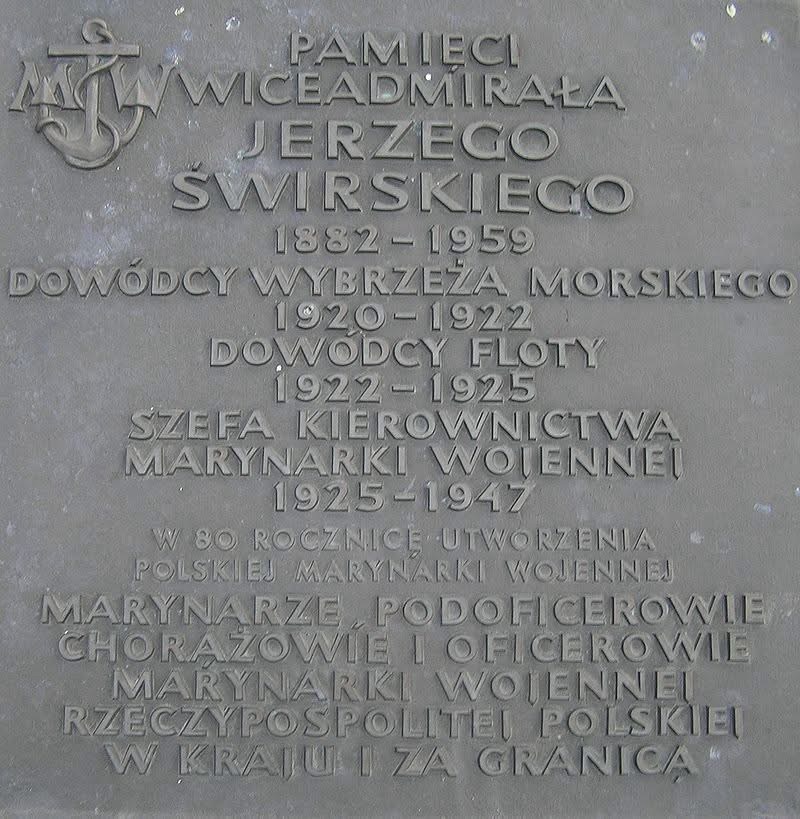 MW
PAMIĘCI
WICEADMIRAŁA
JERZEGO
ŚWIRSKIEGO
1882 – 1959
DOWÓDCY WYBRZEŻA MORSKIEGO
1920 – 1922
DOWÓDCY FLOTY
1922 – 1925
SZEFA KIEROWNICTWA
MARYNARKI WOJENNEJ
1925 – 1947
W 80 ROCZNICĘ UTWORZENIA
POLSKIEJ MARYNARKI WOJENNEJ
MARYNARZE, PODOFICEROWIE
CHORĄŻOWIE I OFICEROWIE
MARYNARKI WOJENNEJ
RZECZYPOSPOLITEJ POLSKIEJ
W KRAJU I ZA GRANICĄ